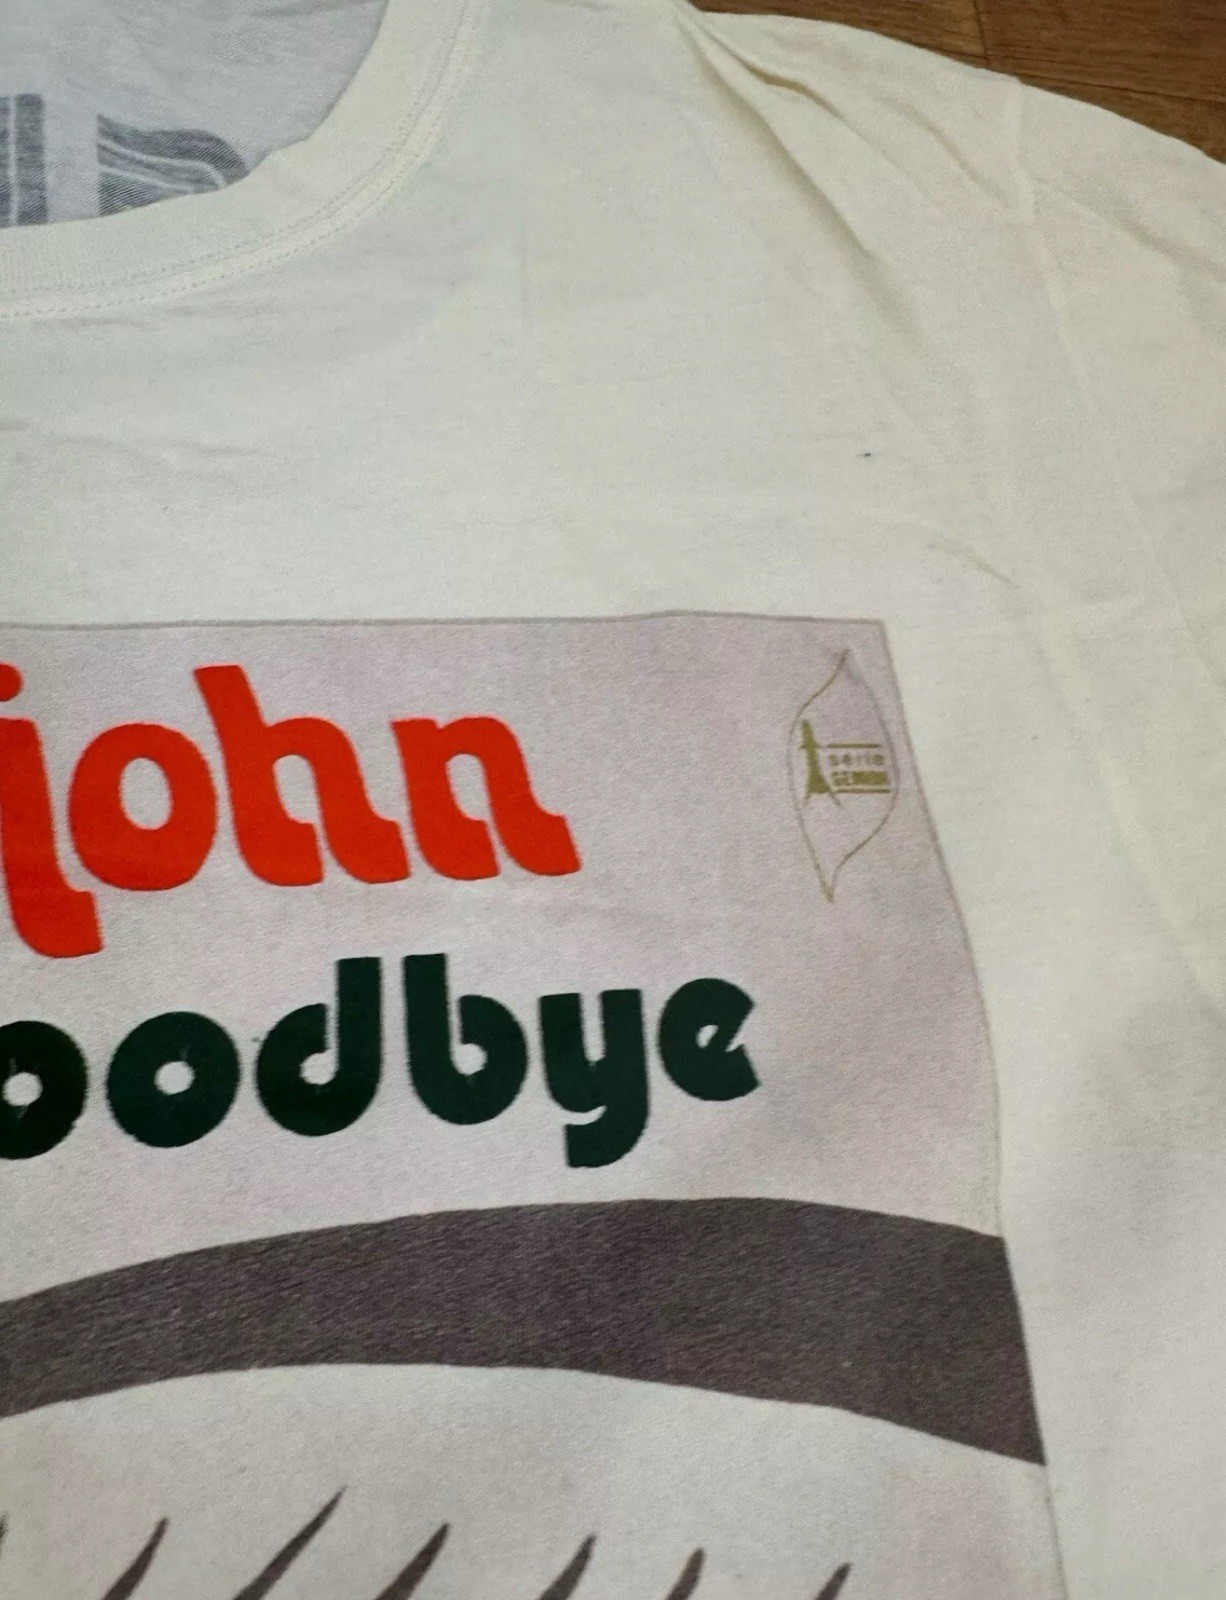 john
serie
GEMINI
oodbye